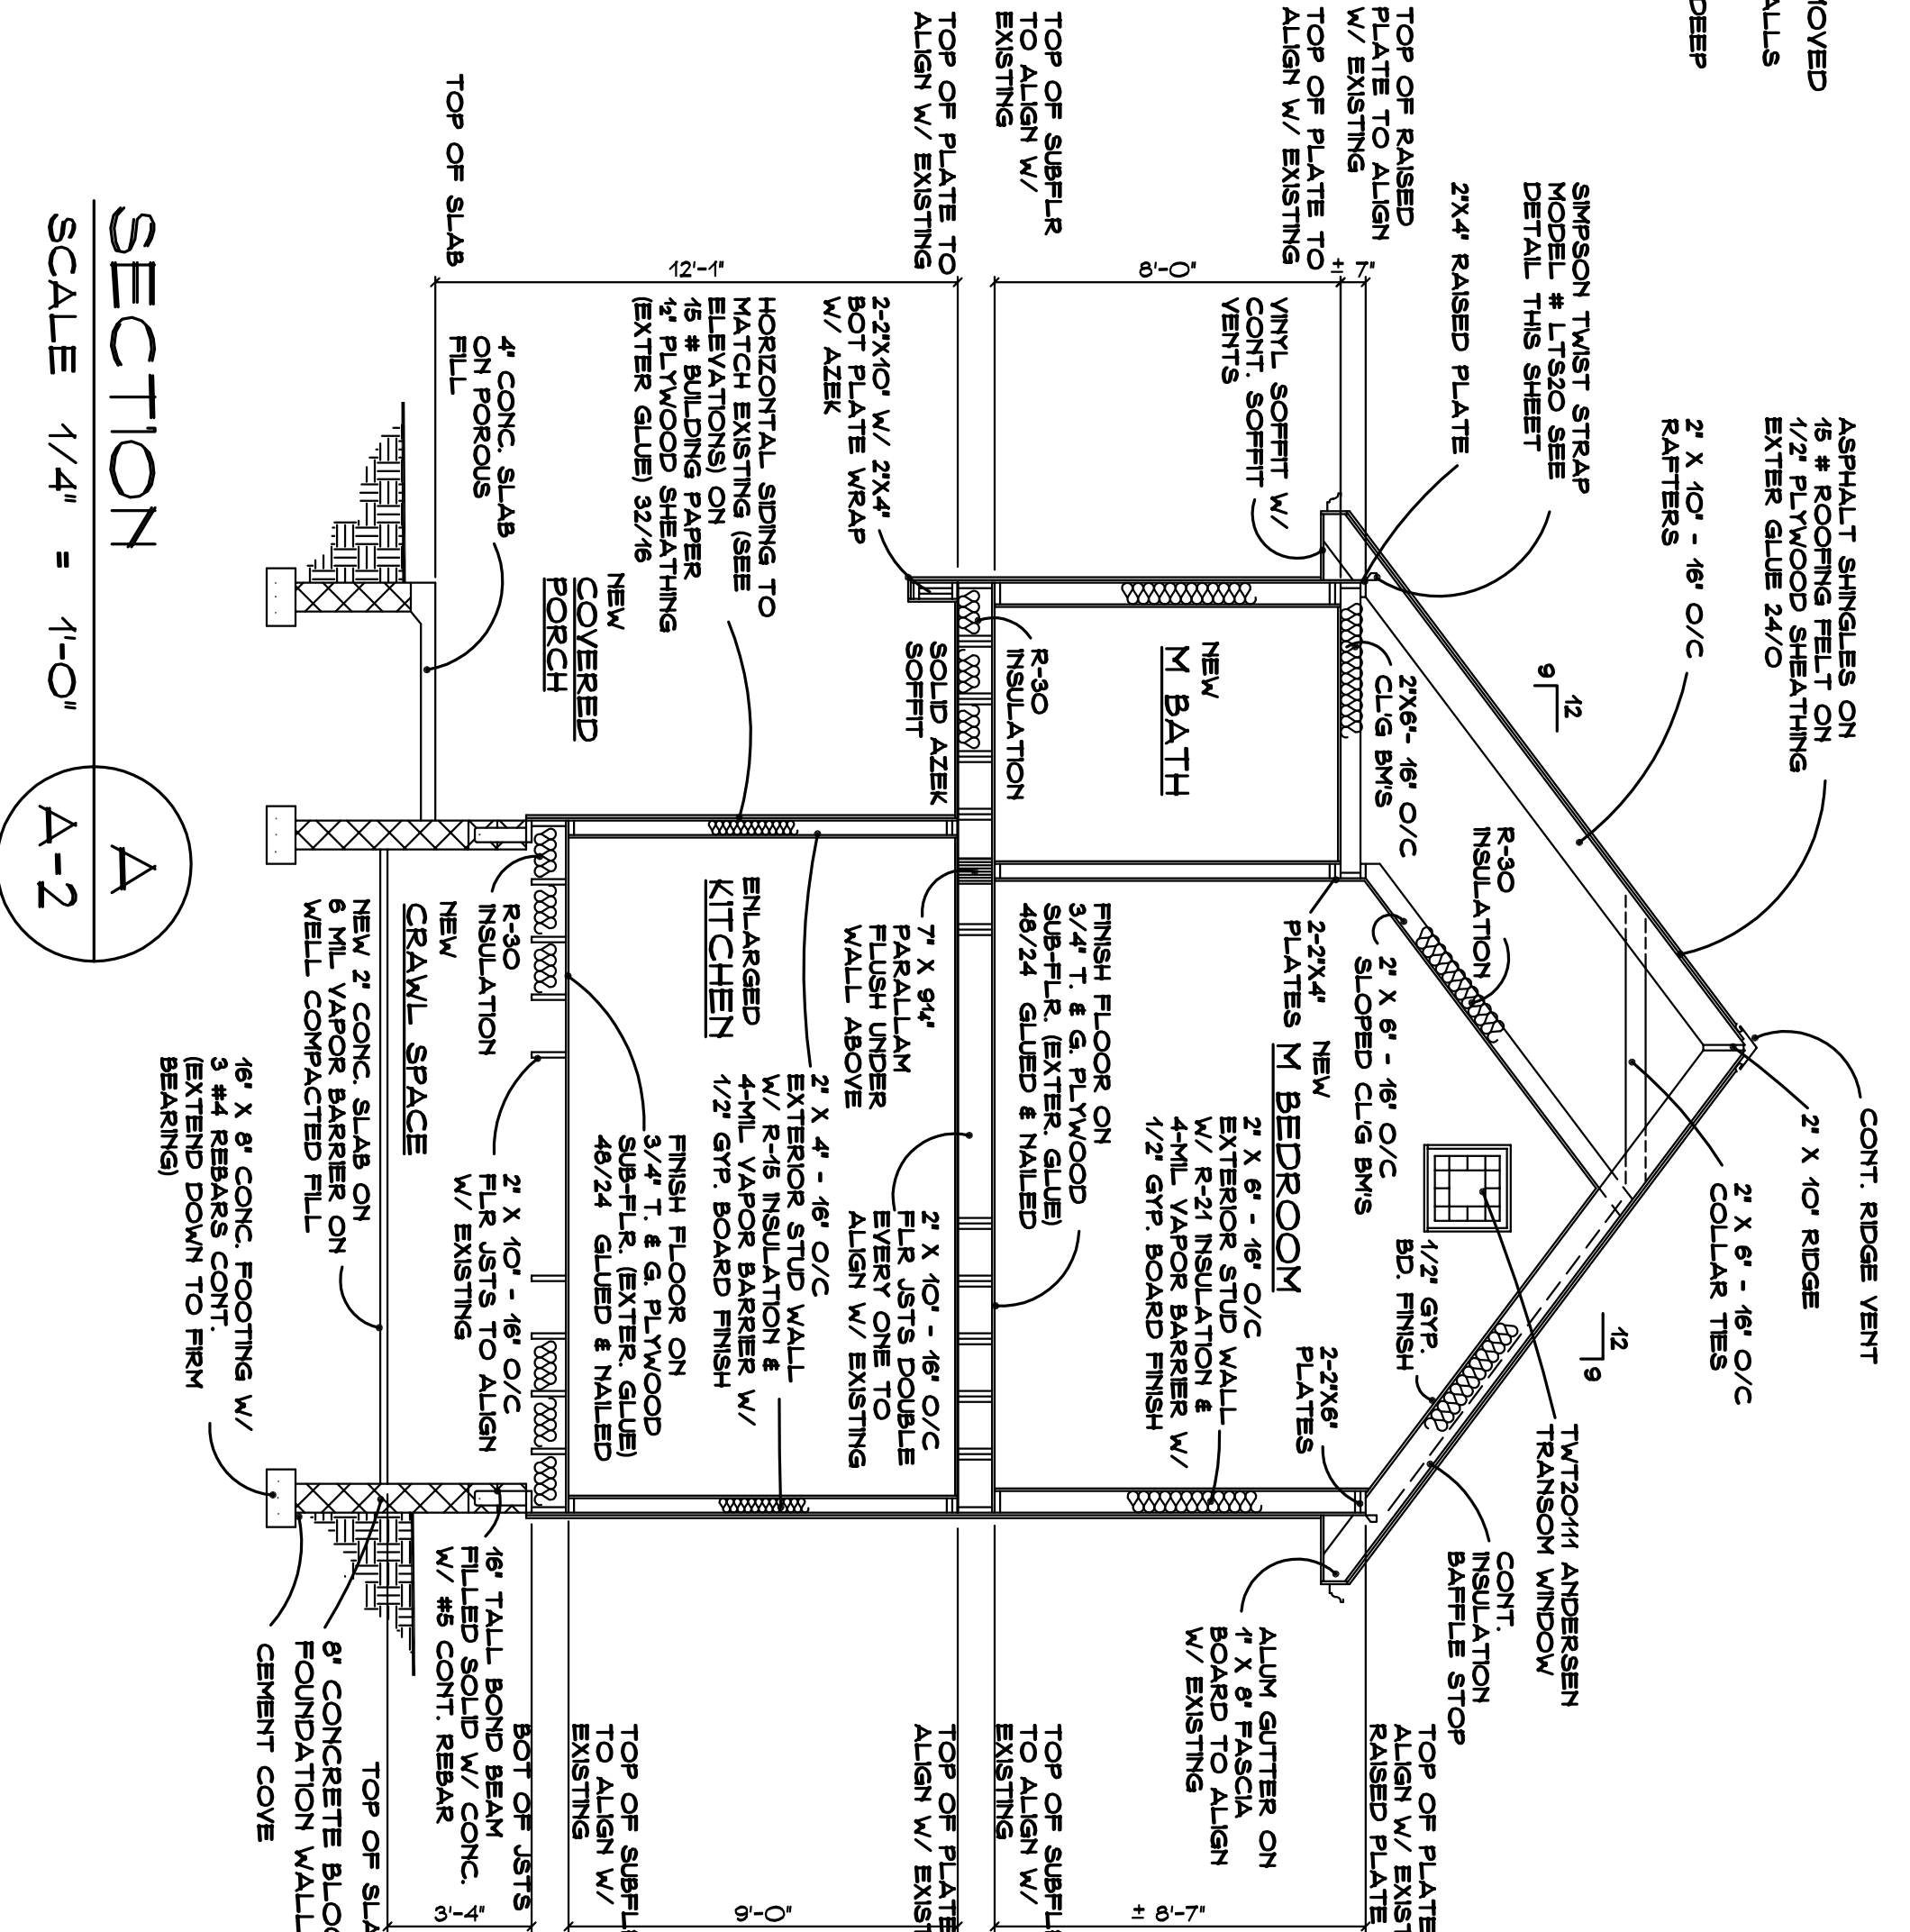 MOVED
ALLS
DEEP
ASPHALT SHINGLES ON
15 # ROOFING FELT ON
1/2" PLYWOOD SHEATHING
EXTER GLUE 24/0
2" X 10" - 16" O/C
RAFTERS
SIMPSON TWIST STRAP
MODEL # LTS20 SEE
DETAIL THIS SHEET
2"X4" RAISED PLATE
TOP OF RAISED
PLATE TO ALIGN
W/ EXISTING
TOP OF PLATE TO
ALIGN W/ EXISTING
± 7"
8'-0"
TOP OF SUBFLR
TO ALIGN W/
EXISTING
TOP OF PLATE TO
ALIGN W/ EXISTING
12'-1"
TOP OF SLAB
VINYL SOFFIT W/
CONT. SOFFIT
VENTS
2-2"X10" W/ 2"X4"
BOT PLATE WRAP
W/ AZEK
HORIZONTAL SIDING TO
MATCH EXISTING (SEE
ELEVATIONS) ON
15 # BUILDING PAPER
½" PLYWOOD SHEATHING
(EXTER GLUE) 32/16
4" CONC. SLAB
ON POROUS
FILL
NEW
COVERED
PORCH
SOLID AZEK
SOFFIT
R-30
INSULATION
NEW
M BATH
2"X6"- 16" O/C
CL'G BM'S
12
9
R-30
INSULATION
CONT. RIDGE VENT
2" X 10" RIDGE
2" X 6" - 16" O/C
COLLAR TIES
12
9
TWT2011 ANDERSEN
TRANSOM WINDOW
CONT.
INSULATION
BAFFLE STOP
1/2" GYP.
BD. FINISH
2" X 6" - 16" O/C
SLOPED CL'G BM'S
2-2"X4"
PLATES
NEW
M BEDROOM
2-2"X6"
PLATES
2" X 6" - 16" O/C
EXTERIOR STUD WALL
W/ R-21 INSULATION &
4-MIL VAPOR BARRIER W/
1/2" GYP. BOARD FINISH
FINISH FLOOR ON
3/4" T. & G. PLYWOOD
SUB-FLR. (EXTER. GLUE)
48/24 GLUED & NAILED
7" X 9¼"
PARALLAM
FLUSH UNDER
WALL ABOVE
2" X 10" - 16" O/C
FLR JSTS DOUBLE
EVERY ONE TO
ALIGN W/ EXISTING
ENLARGED
KITCHEN
2" X 4" - 16" O/C
EXTERIOR STUD WALL
W/ R-15 INSULATION &
4-MIL VAPOR BARRIER W/
1/2" GYP. BOARD FINISH
FINISH FLOOR ON
3/4" T. & G. PLYWOOD
SUB-FLR. (EXTER. GLUE)
48/24 GLUED & NAILED
R-30
INSULATION
2" X 10" - 16" O/C
FLR JSTS TO ALIGN
W/ EXISTING
NEW
CRAWL SPACE
NEW 2" CONC. SLAB ON
6 MIL VAPOR BARRIER ON
WELL COMPACTED FILL
16" X 8" CONC. FOOTING W/
3 #4 REBARS CONT.
(EXTEND DOWN TO FIRM
BEARING)
ALUM GUTTER ON
1" X 8" FASCIA
BOARD TO ALIGN
W/ EXISTING
TOP OF PLATE
ALIGN W/ EXIST
RAISED PLATE
± 8'-7"
TOP OF SUBFL
TO ALIGN W/
EXISTING
TOP OF PLATE
ALIGN W/ EXIST
9'-0"
TOP OF SUBFL
TO ALIGN W/
EXISTING
BOT OF JSTS
3'-4"
16" TALL BOND BEAM
FILLED SOLID W/ CONC.
W/ #5 CONT. REBAR
TOP OF SLA
8" CONCRETE BLOC
FOUNDATION WALL
CEMENT COVE
SECTION
SCALE 1/4" = 1'-0"
A
A-2